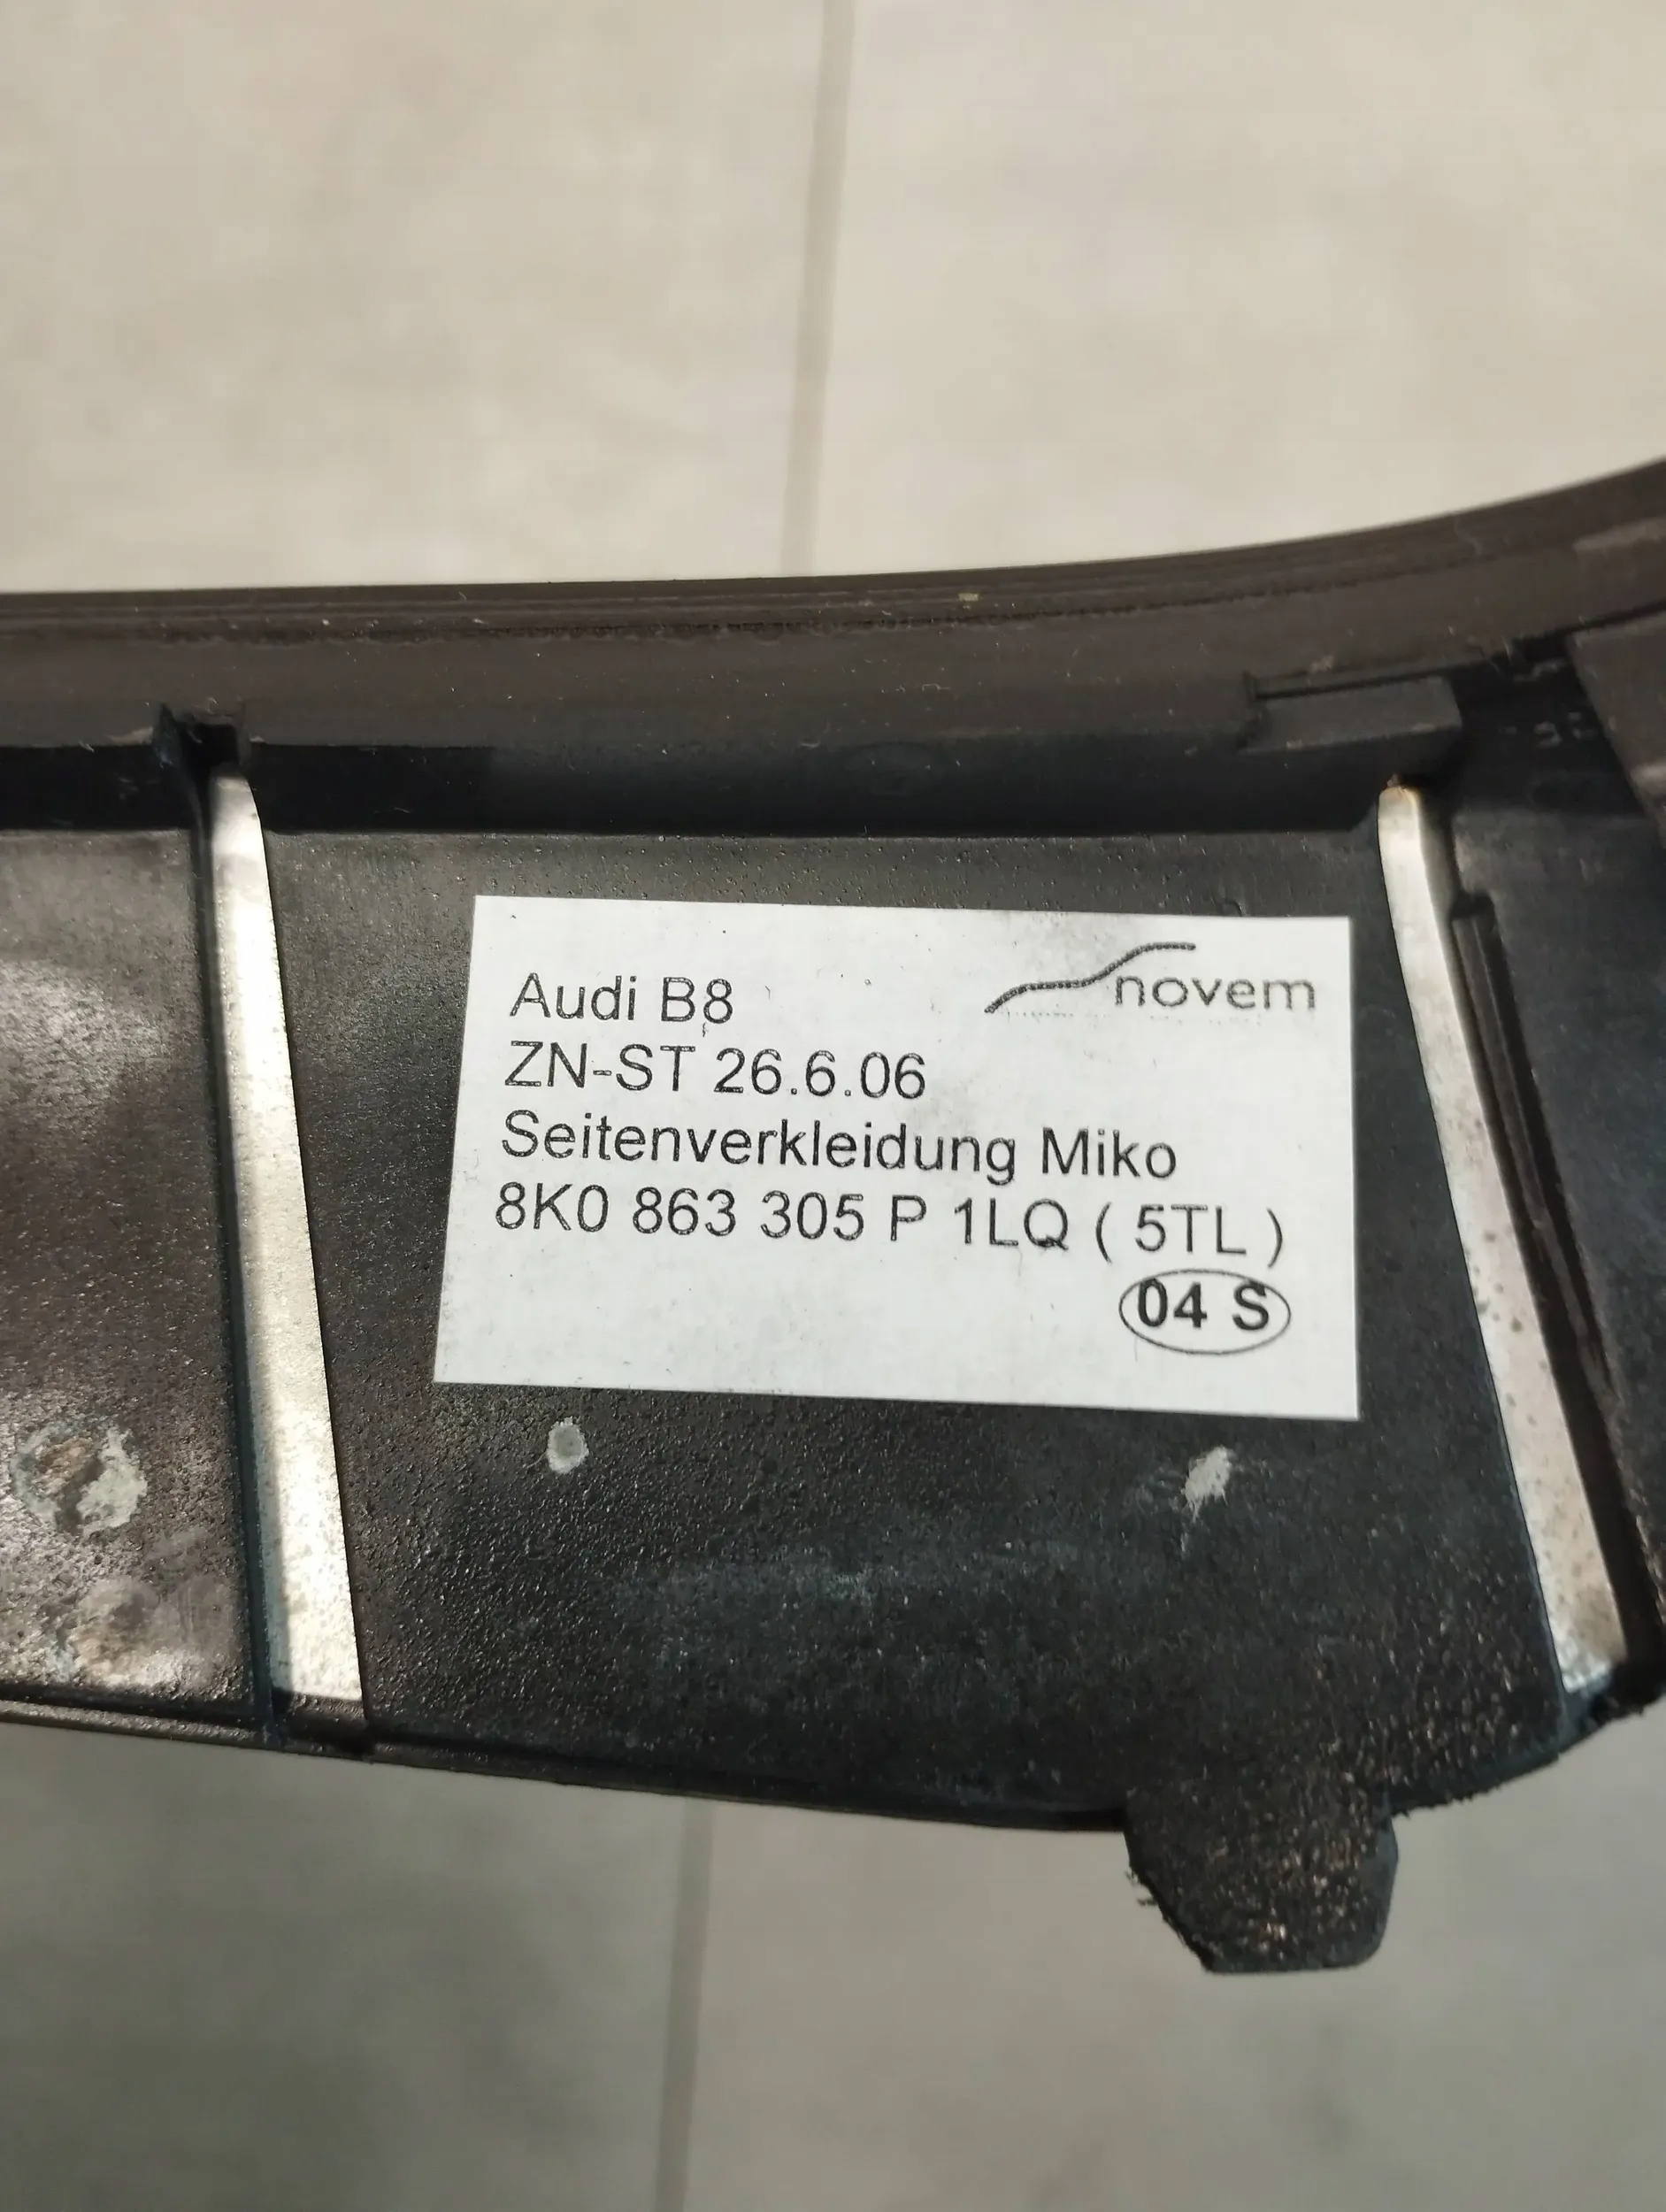 Audi B8
novem
ZN-ST 26.6.06
Seitenverkleidung Miko
8K0 863 305 P 1LQ ( 5TL )
04 S